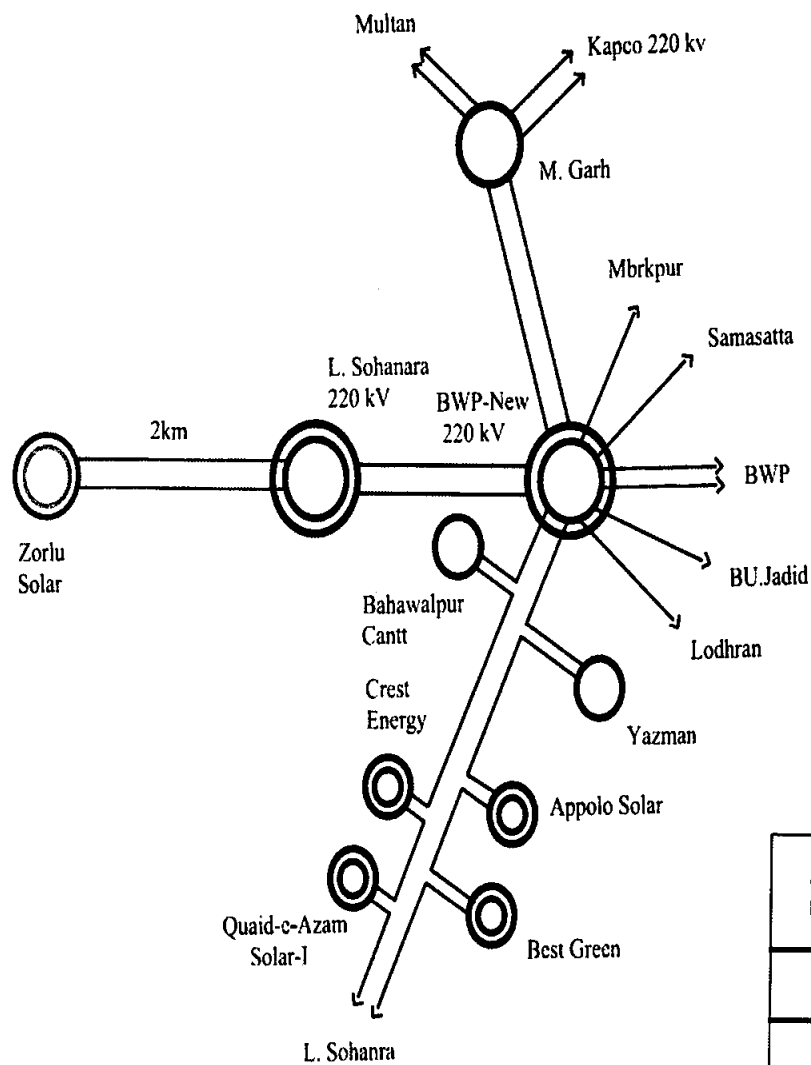 Multan
Kapco 220 kv
M. Garh
Mbrkpur
Samasatta
L. Sohanara
220 kV
BWP-New
220 kV
2km
BWP
Zorlu
Solar
BU.Jadid
Bahawalpur
Cantt
Lodhran
Crest
Energy
Yazman
Appolo Solar
Quaid-e-Azam
Solar-I
Best Green
L. Sohanra